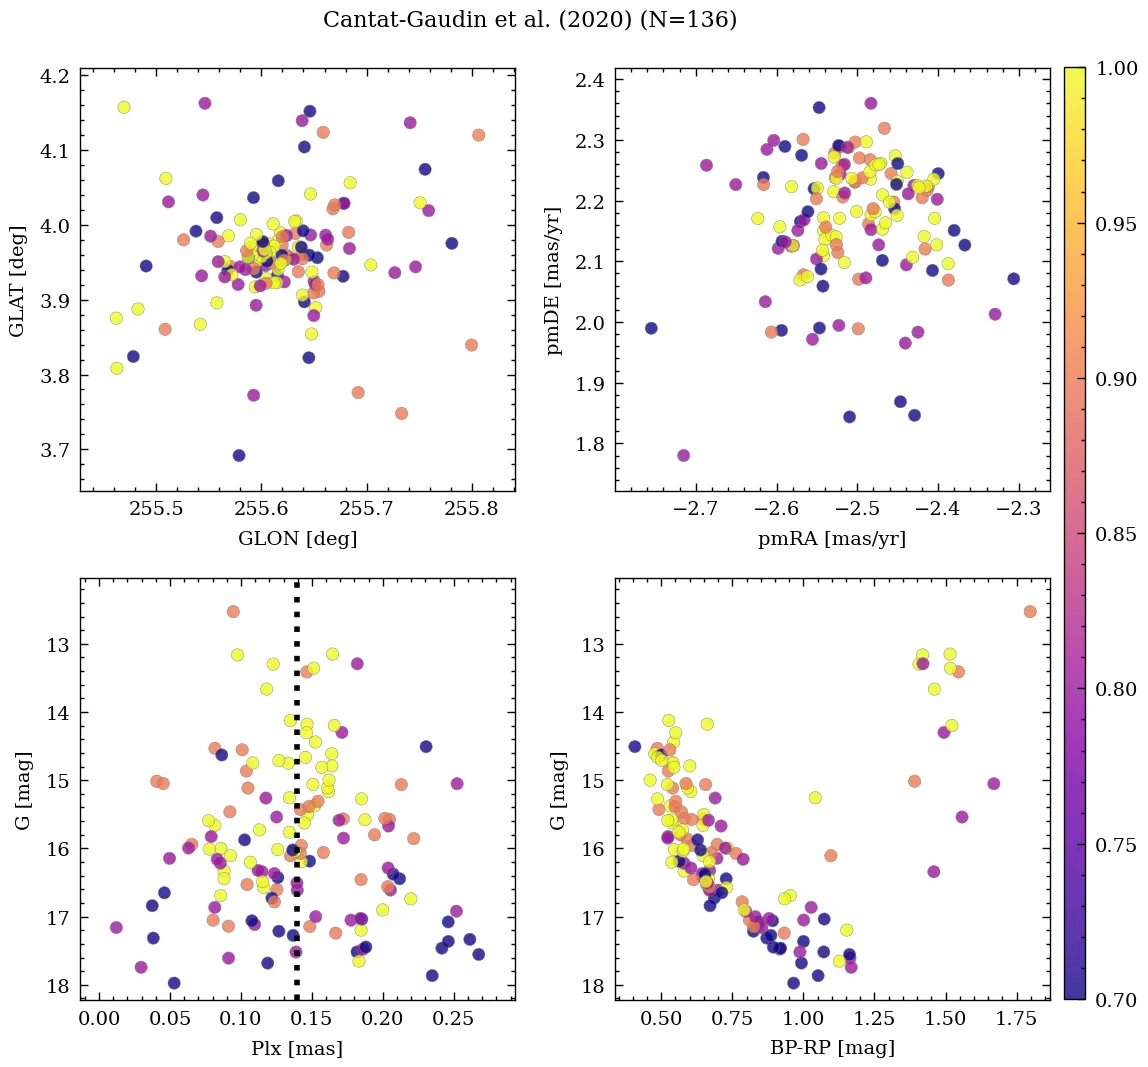 Cantat-Gaudin et al. (2020) (N=136)
4.2
4.1
4.0
3.9
3.8
3.7
GLAT [deg]
255.5 255.6 255.7 255.8
GLON [deg]
2.4
2.3
2.2
2.1
2.0
1.9
1.8
pmDE [mas/yr]
−2.7 −2.6 −2.5 −2.4 −2.3
pmRA [mas/yr]
13
14
15
16
17
18
G [mag]
0.00 0.05 0.10 0.15 0.20 0.25
Plx [mas]
13
14
15
16
17
18
G [mag]
0.50 0.75 1.00 1.25 1.50 1.75
BP-RP [mag]
1.00
0.95
0.90
0.85
0.80
0.75
0.70